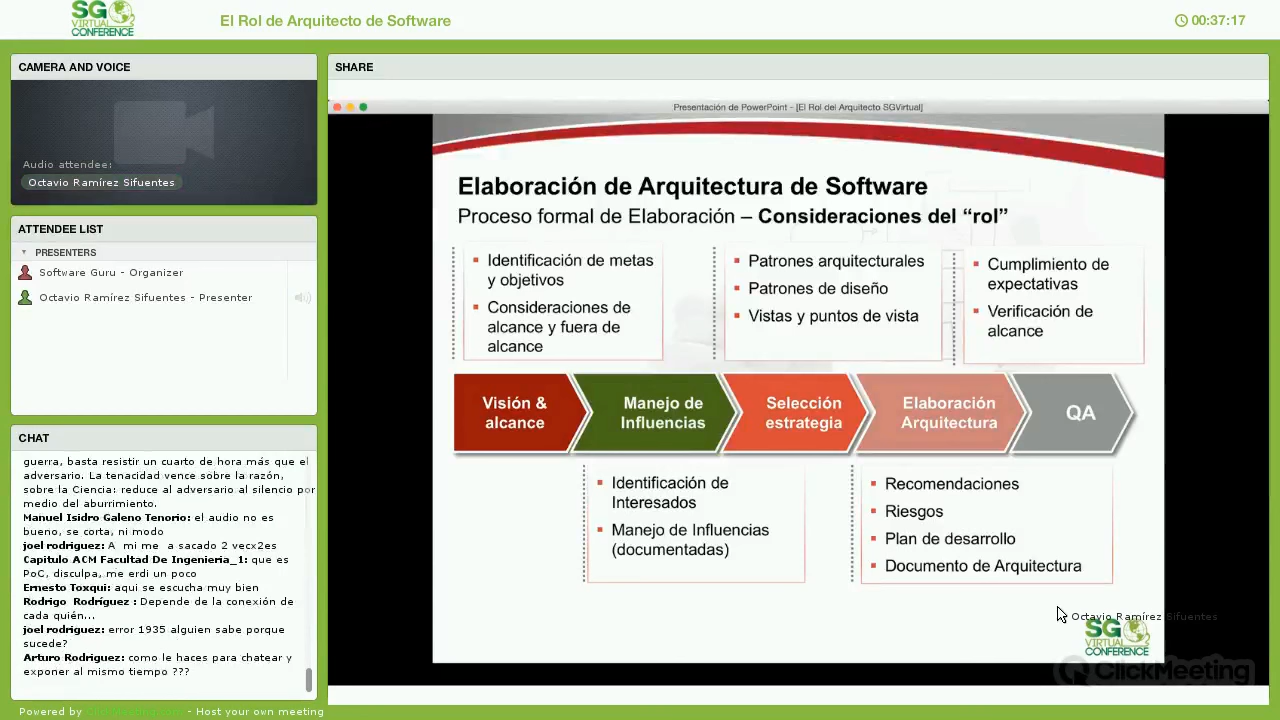 SG
VIRTUAL
CONFERENCE
El Rol de Arquitecto de Software
00:37:17
CAMERA AND VOICE
Audio attendee:
Octavio Ramírez Sifuentes
ATTENDEE LIST
PRESENTERS
Software Guru - Organizer
Octavio Ramírez Sifuentes - Presenter
CHAT
guerra, basta resistir un cuarto de hora más que el
adversario. La tenacidad vence sobre la razón,
sobre la Ciencia: reduce al adversario al silencio por
medio del aburrimiento.
Manuel Isidro Galeno Tenorio: el audio no es
bueno, se corta, ni modo
joel rodriguez: A mi me a sacado 2 vecx2es
Capitulo ACM Facultad De Ingenieria_1: que es
PoC, disculpa, me erdi un poco
Ernesto Toxqui: aqui se escucha muy bien
Rodrigo Rodríguez : Depende de la conexión de
cada quién...
joel rodriguez: error 1935 alguien sabe porque
sucede?
Arturo Rodriguez: como le haces para chatear y
exponer al mismo tiempo ???
Powered by ClickMeeting.com - Host your own meeting
SHARE
Presentación de PowerPoint - [El Rol del Arquitecto SGVirtual]
Elaboración de Arquitectura de Software
Proceso formal de Elaboración – Consideraciones del “rol”
Identificación de metas
y objetivos
Consideraciones de
alcance y fuera de
alcance
Patrones arquitecturales
Patrones de diseño
Vistas y puntos de vista
Cumplimiento de
expectativas
Verificación de
alcance
Visión &
alcance
Manejo de
Influencias
Selección
estrategia
Elaboración
Arquitectura
QA
Identificación de
Interesados
Manejo de Influencias
(documentadas)
Recomendaciones
Riesgos
Plan de desarrollo
Documento de Arquitectura
Octavio Ramírez Sifuentes
SG
VIRTUAL
CONFERENCE
ClickMeeting